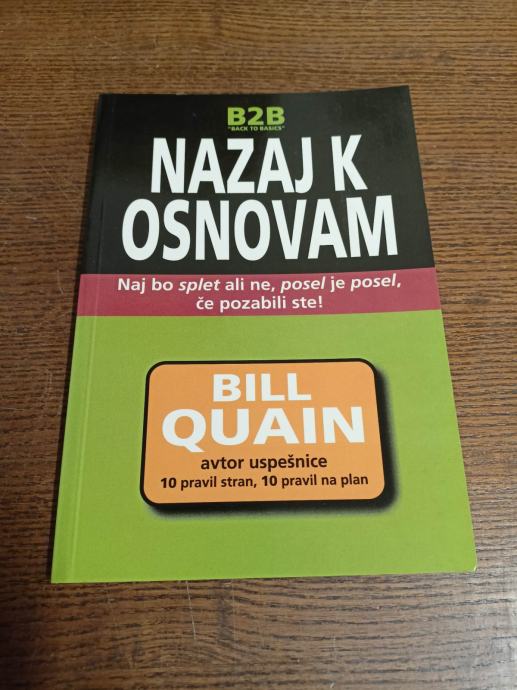 B2B
"BACK TO BASICS"
NAZAJ K
OSNOVAM
Naj bo splet ali ne, posel je posel,
če pozabili ste!
BILL
QUAIN
avtor uspešnice
10 pravil stran, 10 pravil na plan